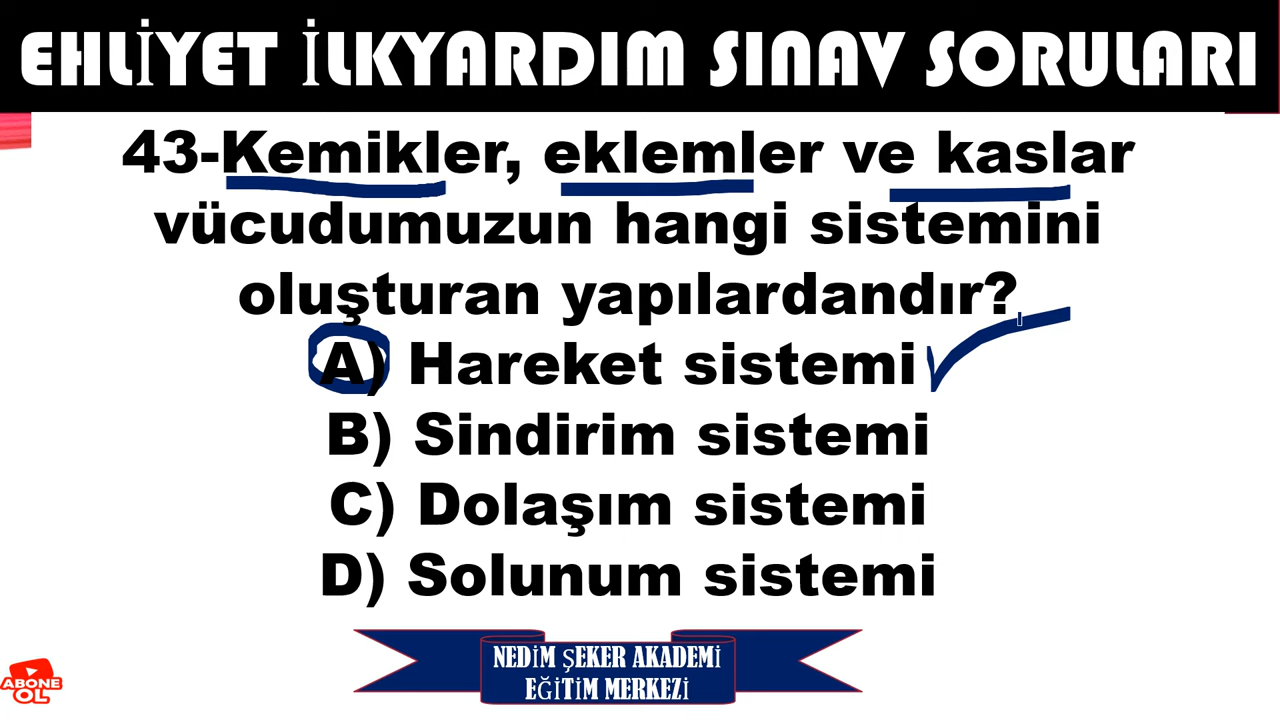 EHLİYET İLKYARDIM SINAV SORULARI
43-Kemikler, eklemler ve kaslar
vücudumuzun hangi sistemini
oluşturan yapılardandır?
A) Hareket sistemi
B) Sindirim sistemi
C) Dolaşım sistemi
D) Solunum sistemi
NEDİM ŞEKER AKADEMİ
EĞİTİM MERKEZİ
ABONE
OL